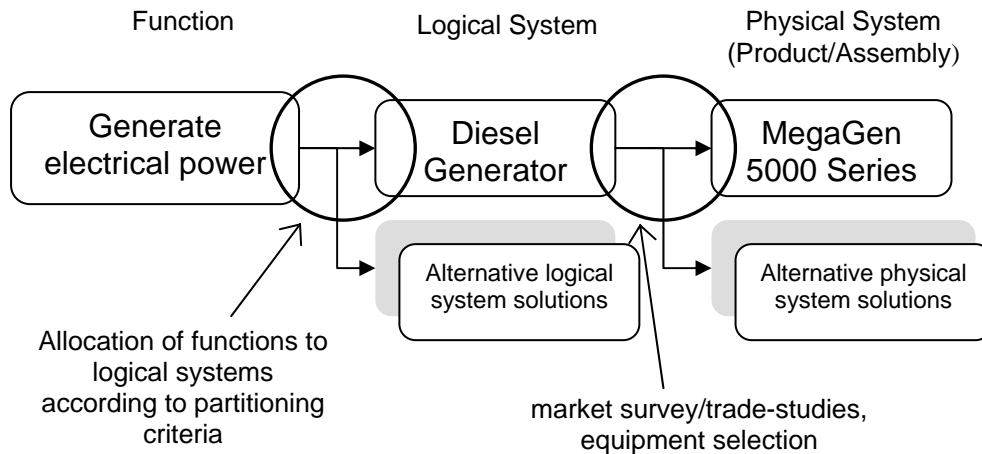 Function
Logical System
Physical System
(Product/Assembly)
Generate
electrical power
Diesel
Generator
MegaGen
5000 Series
Alternative logical
system solutions
Alternative physical
system solutions
Allocation of functions to
logical systems
according to partitioning
criteria
market survey/trade-studies,
equipment selection